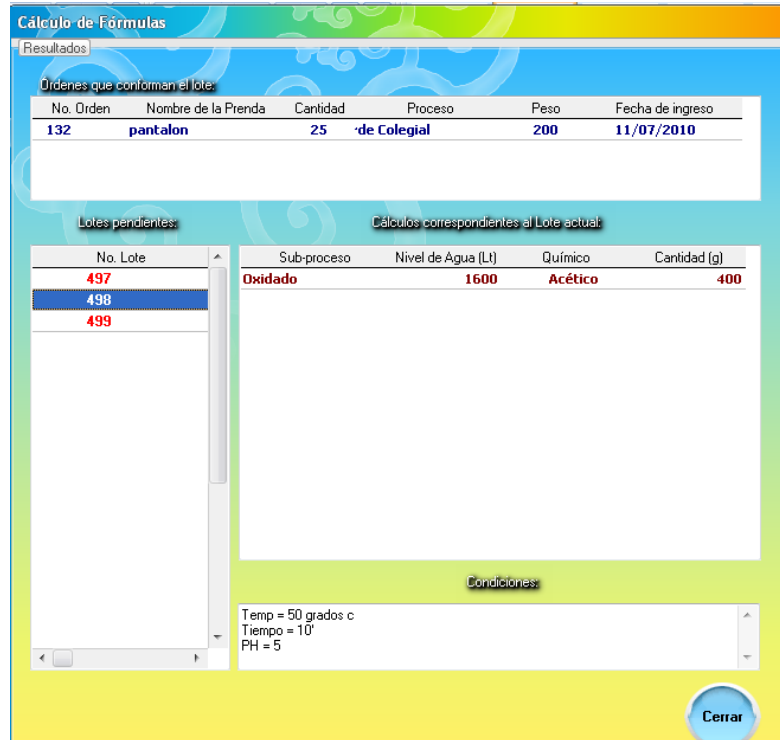 Cálculo de Fórmulas
Resultados
Órdenes que conforman el lote:
No. Orden Nombre de la Prenda Cantidad Proceso Peso Fecha de ingreso
132 pantalon 25 de Colegial 200 11/07/2010
Lotes pendientes:
No. Lote
497
498
499
Cálculos correspondientes al Lote actual:
Sub-proceso Nivel de Agua (Lt) Químico Cantidad (g)
Oxidado 1600 Acético 400
Condiciones:
Temp = 50 grados c
Tiempo = 10'
PH = 5
Cerrar